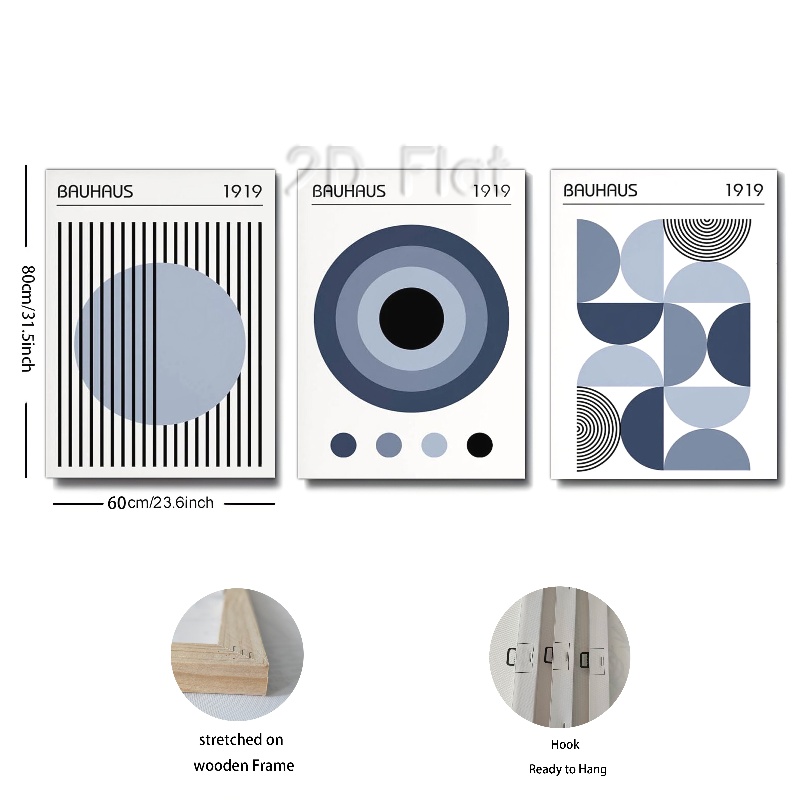 2D Flat
BAUHAUS 1919
BAUHAUS 1919
BAUHAUS 1919
80cm/31.5inch
60cm/23.6inch
stretched on
wooden Frame
Hook
Ready to Hang